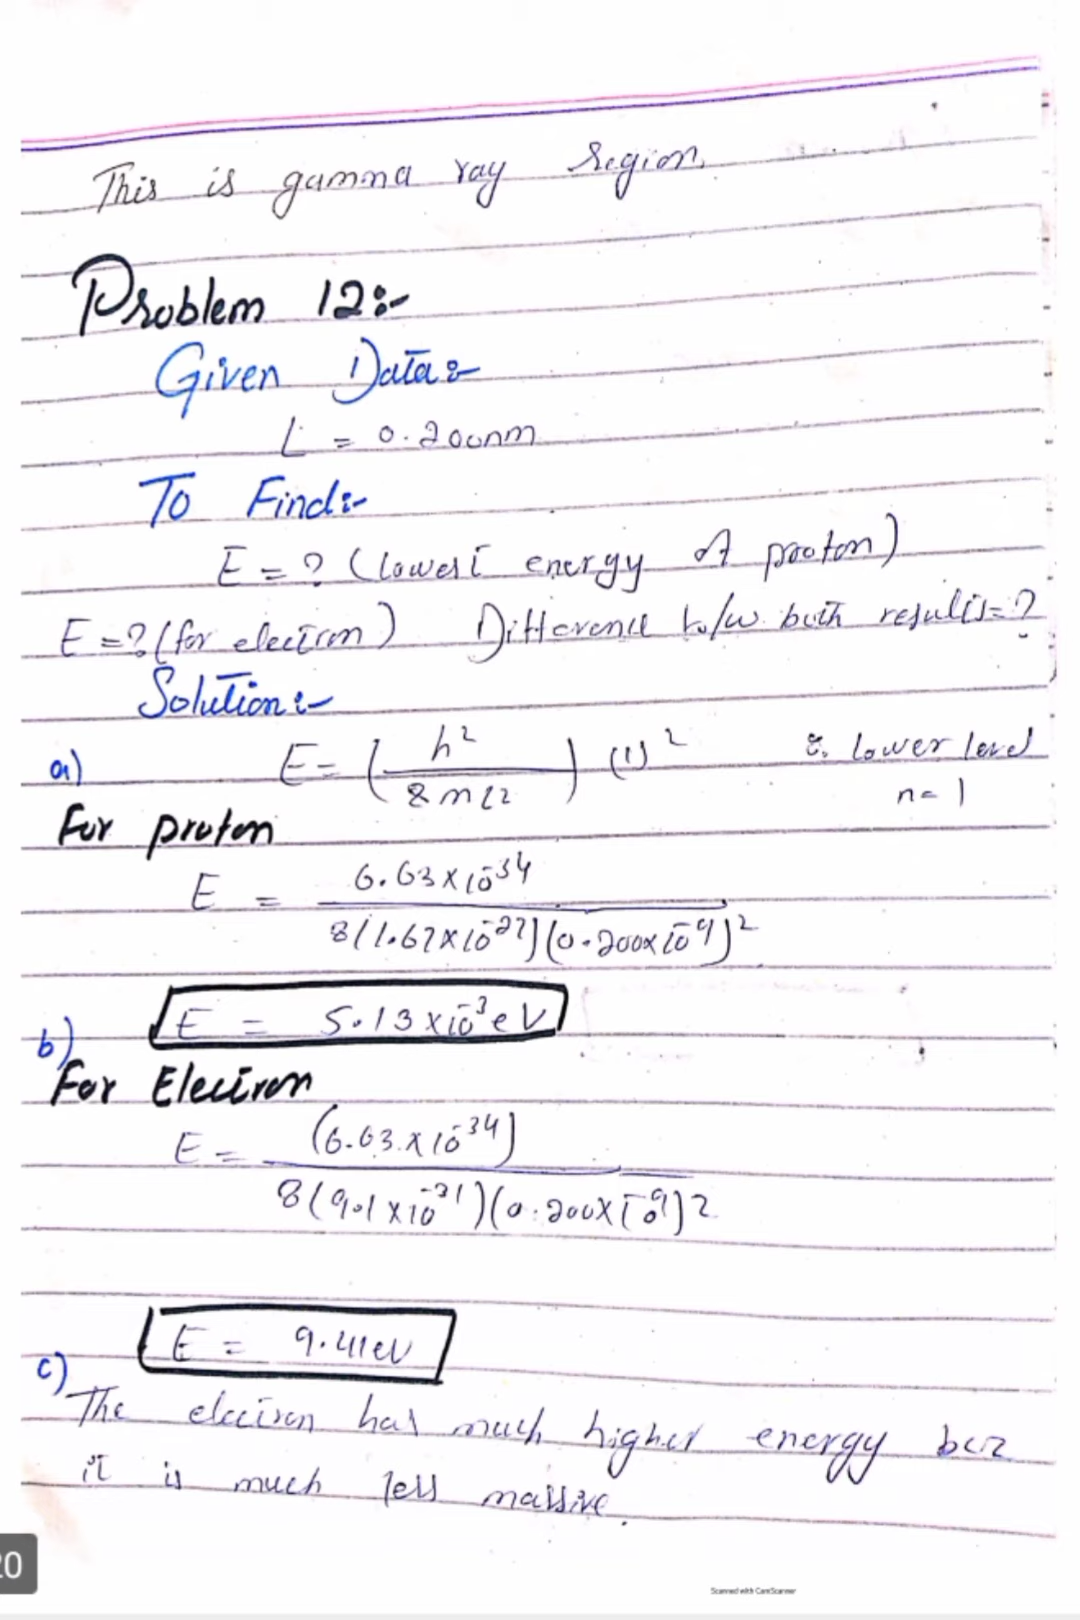 This is gamma ray region.
Problem 12:-
Given Data:-
L = 0.200nm
To Find:-
E = ? (lowest energy of proton)
E =? (for electron) Difference b/w both results=?
Solution:-
a) E = (h² / 8mL²) (1)² ∵ lower level
n = 1
For proton
E = 6.63×10⁻³⁴
8(1.67×10⁻²⁷)(0.200×10⁻⁹)²
E = 5.13×10⁻³eV
b)
For Electron
E = (6.63×10⁻³⁴)
8(9.1×10⁻³¹)(0.200×10⁻⁹)2
E = 9.41eV
c)
The electron has much higher energy bcz
it is much less massive.
20
Scanned with CamScanner